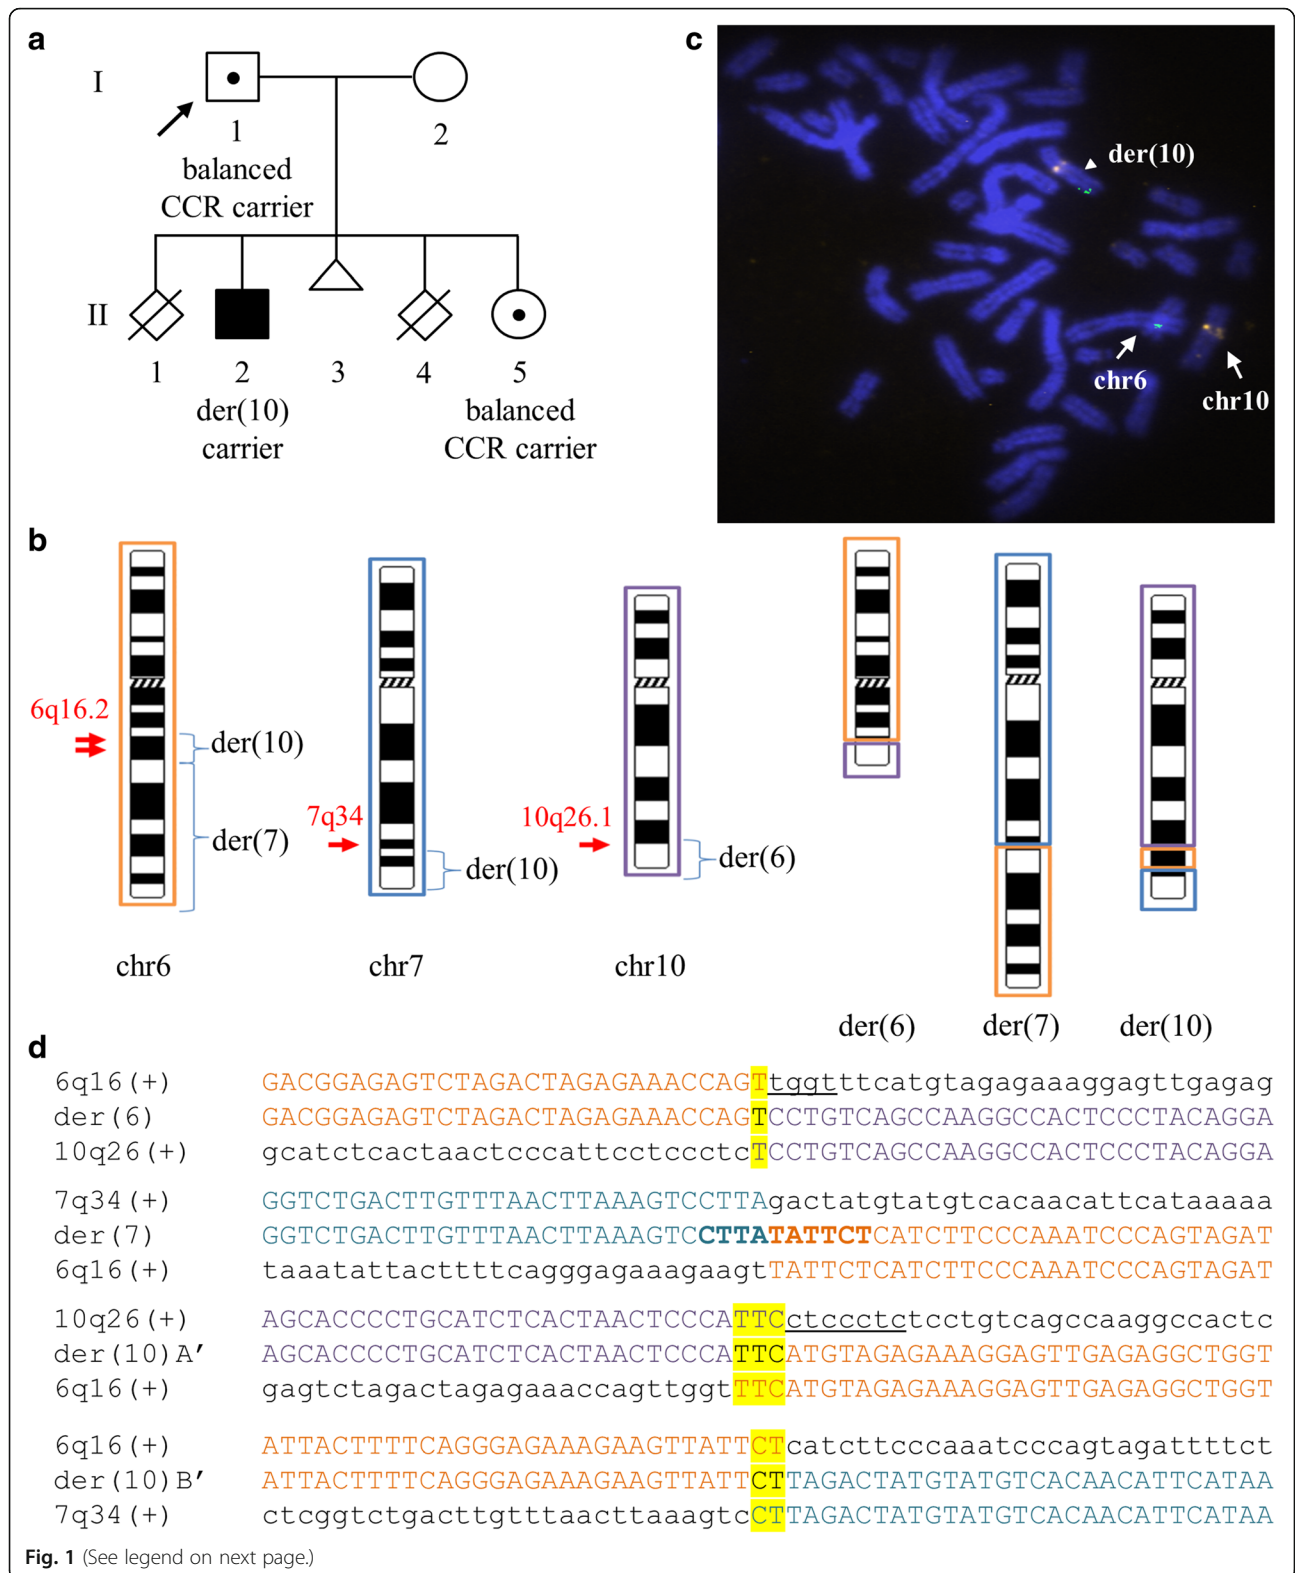 a
I
1
2
balanced
CCR carrier
II
1
2
3
4
5
der(10)
carrier
balanced
CCR carrier
c
der(10)
chr6
chr10
b
6q16.2
der(10)
der(7)
7q34
der(10)
10q26.1
der(6)
chr6
chr7
chr10
der(6)
der(7)
der(10)
d
6q16(+) GACGGAGAGTCTAGACTAGAGAAACCAGTtggtttcatgtagagaaaggagttgagag
der(6) GACGGAGAGTCTAGACTAGAGAAACCAGTCCTGTCAGCCAAGGCCACTCCCTACAGGA
10q26(+) gcatctcactaactcccattcctccctcTCCTGTCAGCCAAGGCCACTCCCTACAGGA
7q34(+) GGTCTGACTTGTTTAACTTAAAGTCCTTAgactatgtatgtcacaacattcataaaaa
der(7) GGTCTGACTTGTTTAACTTAAAGTCCTTATATTCTCATCTTCCCAAATCCCAGTAGAT
6q16(+) taaatattacttttcagggagaaagaagtTATTCTCATCTTCCCAAATCCCAGTAGAT
10q26(+) AGCACCCCTGCATCTCACTAACTCCCATTCctccctctcctgtcagccaaggccactc
der(10)A′ AGCACCCCTGCATCTCACTAACTCCCATTCATGTAGAGAAAGGAGTTGAGAGGCTGGT
6q16(+) gagtctagactagagaaaccagttggtTTCATGTAGAGAAAGGAGTTGAGAGGCTGGT
6q16(+) ATTACTTTTCAGGGAGAAAGAAGTTATTCTcatcttcccaaatcccagtagattttct
der(10)B′ ATTACTTTTCAGGGAGAAAGAAGTTATTCTTAGACTATGTATGTCACAACATTCATAA
7q34(+) ctcggtctgacttgtttaacttaaagtcCTTAGACTATGTATGTCACAACATTCATAA
Fig. 1 (See legend on next page.)